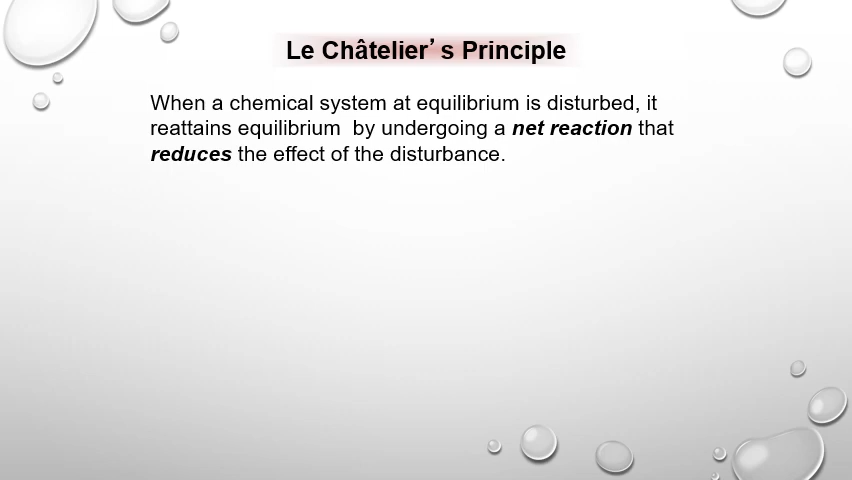 Le Châtelier’s Principle
When a chemical system at equilibrium is disturbed, it
reattains equilibrium by undergoing a net reaction that
reduces the effect of the disturbance.